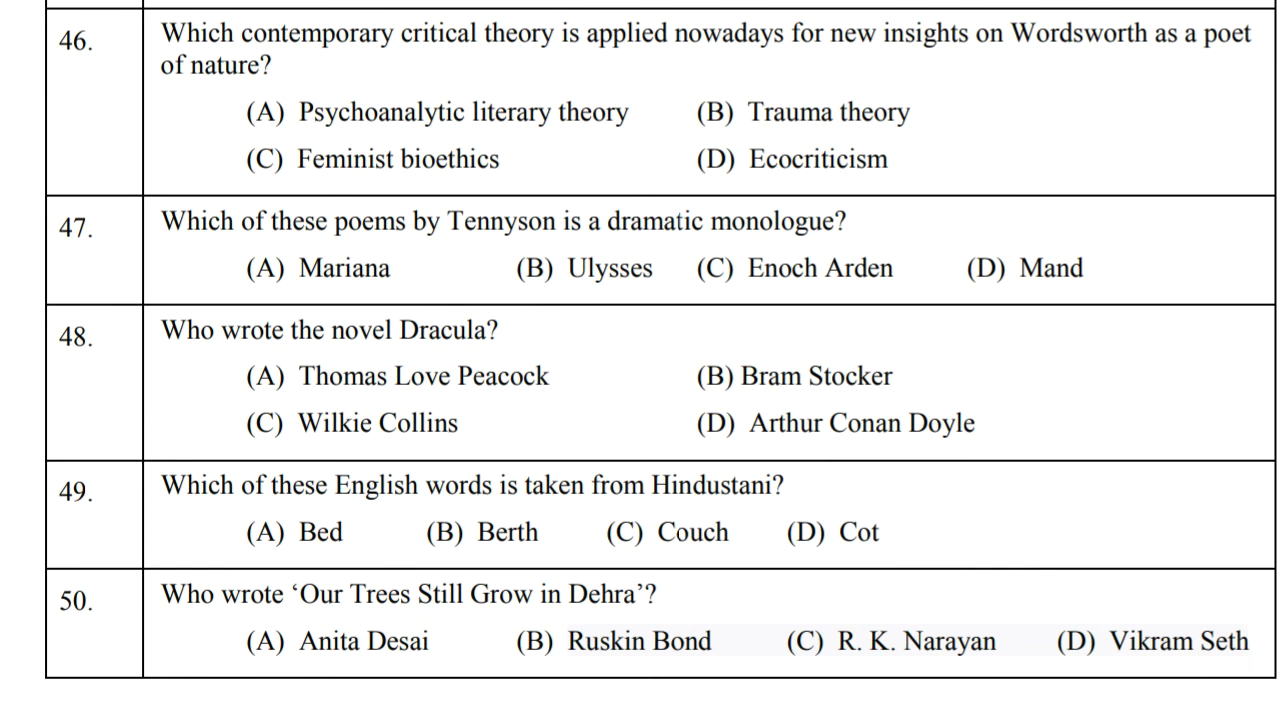 46.
Which contemporary critical theory is applied nowadays for new insights on Wordsworth as a poet
of nature?
(A) Psychoanalytic literary theory (B) Trauma theory
(C) Feminist bioethics (D) Ecocriticism
47.
Which of these poems by Tennyson is a dramatic monologue?
(A) Mariana (B) Ulysses (C) Enoch Arden (D) Mand
48.
Who wrote the novel Dracula?
(A) Thomas Love Peacock (B) Bram Stocker
(C) Wilkie Collins (D) Arthur Conan Doyle
49.
Which of these English words is taken from Hindustani?
(A) Bed (B) Berth (C) Couch (D) Cot
50.
Who wrote ‘Our Trees Still Grow in Dehra’?
(A) Anita Desai (B) Ruskin Bond (C) R. K. Narayan (D) Vikram Seth